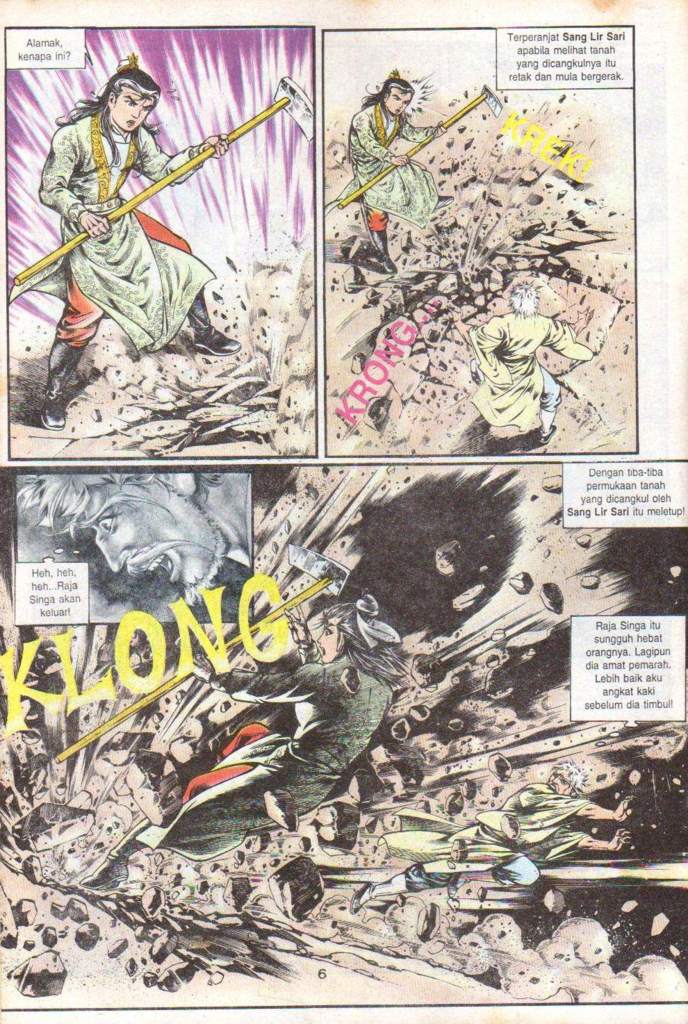 Alamak,
kenapa ini?
Terperanjat Sang Lir Sari
apabila melihat tanah
yang dicangkulnya itu
retak dan mula bergerak.
KREK!
KRONG...!!
Dengan tiba-tiba
permukaan tanah
yang dicangkul oleh
Sang Lir Sari itu meletup!
Heh, heh,
heh...Raja
Singa akan
keluar!
KLONG
Raja Singa itu
sungguh hebat
orangnya. Lagipun
dia amat pemarah.
Lebih baik aku
angkat kaki
sebelum dia timbul!
6